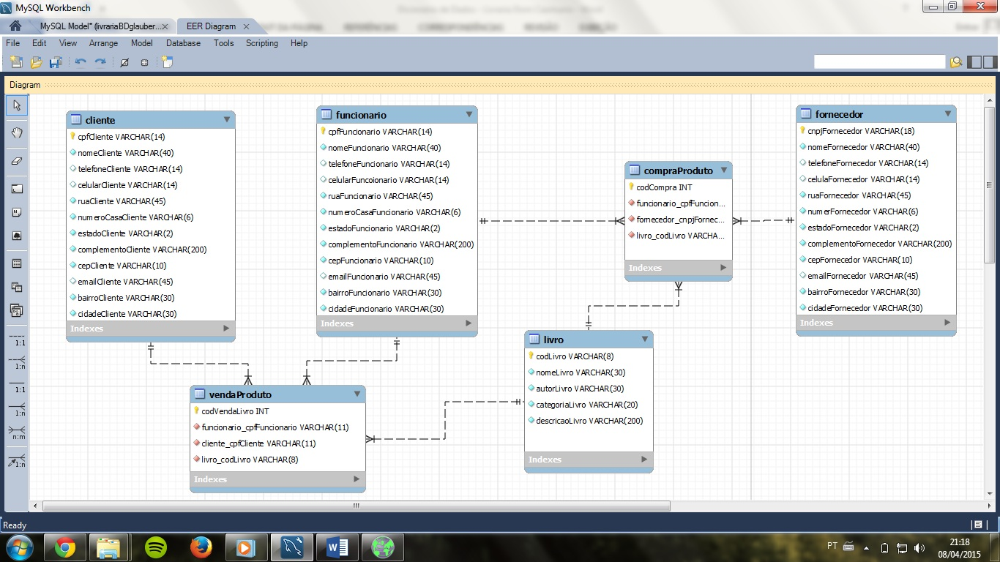 MySQL Workbench
MySQL Model* (livrariaBDglauber...
EER Diagram
File Edit View Arrange Model Database Tools Scripting Help
Diagram
cliente
cpfCliente VARCHAR(14)
nomeCliente VARCHAR(40)
telefoneCliente VARCHAR(14)
celularCliente VARCHAR(14)
ruaCliente VARCHAR(45)
numeroCasaCliente VARCHAR(6)
estadoCliente VARCHAR(2)
complementoCliente VARCHAR(200)
cepCliente VARCHAR(10)
emailCliente VARCHAR(45)
bairroCliente VARCHAR(30)
cidadeCliente VARCHAR(30)
Indexes
funcionario
cpfFuncionario VARCHAR(14)
nomeFuncionario VARCHAR(40)
telefoneFuncionario VARCHAR(14)
celularFuncoionario VARCHAR(14)
ruaFuncionario VARCHAR(45)
numeroCasaFuncionario VARCHAR(6)
estadoFuncionario VARCHAR(2)
complementoFuncionario VARCHAR(200)
cepFuncionario VARCHAR(10)
emailFuncionario VARCHAR(45)
bairroFuncionario VARCHAR(30)
cidadeFuncionario VARCHAR(30)
Indexes
compraProduto
codCompra INT
funcionario_cpfFuncion...
fornecedor_cnpjFornec...
livro_codLivro VARCHA...
Indexes
fornecedor
cnpjFornecedor VARCHAR(18)
nomeFornecedor VARCHAR(40)
telefoneFornecedor VARCHAR(14)
celulaFornecedor VARCHAR(14)
ruaFornecedor VARCHAR(45)
numerFornecedor VARCHAR(6)
estadoFornecedor VARCHAR(2)
complementoFornecedor VARCHAR(200)
cepFornecedor VARCHAR(10)
emailFornecedor VARCHAR(45)
bairroFornecedor VARCHAR(30)
cidadeFornecedor VARCHAR(30)
Indexes
vendaProduto
codVendaLivro INT
funcionario_cpfFuncionario VARCHAR(11)
cliente_cpfCliente VARCHAR(11)
livro_codLivro VARCHAR(8)
Indexes
livro
codLivro VARCHAR(8)
nomeLivro VARCHAR(30)
autorLivro VARCHAR(30)
categoriaLivro VARCHAR(20)
descricaoLivro VARCHAR(200)
Indexes
1:1
1:n
1:1
1:n
n:m
1:n
Ready
PT
21:18
08/04/2015